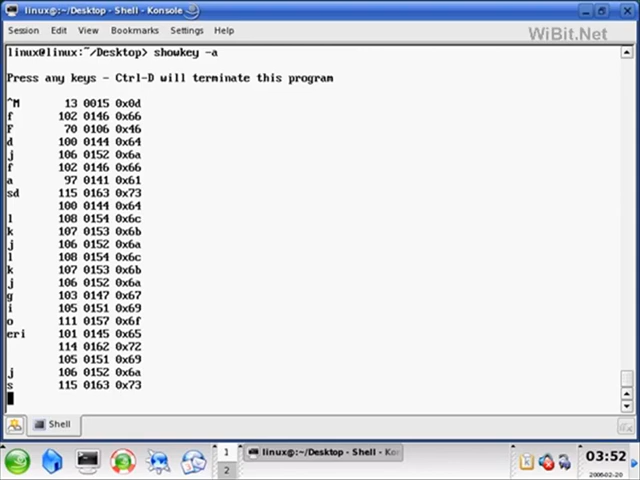 linux@:~/Desktop - Shell - Konsole
Session Edit View Bookmarks Settings Help
WiBit.Net
linux@linux:~/Desktop> showkey -a
Press any keys - Ctrl-D will terminate this program
^M 13 0015 0x0d
f 102 0146 0x66
F 70 0106 0x46
d 100 0144 0x64
j 106 0152 0x6a
f 102 0146 0x66
a 97 0141 0x61
sd 115 0163 0x73
100 0144 0x64
l 108 0154 0x6c
k 107 0153 0x6b
j 106 0152 0x6a
l 108 0154 0x6c
k 107 0153 0x6b
j 106 0152 0x6a
g 103 0147 0x67
i 105 0151 0x69
o 111 0157 0x6f
eri 101 0145 0x65
114 0162 0x72
105 0151 0x69
j 106 0152 0x6a
s 115 0163 0x73
Shell
1
2
linux@:~/Desktop - Shell - Kon
03:52
2006-02-20